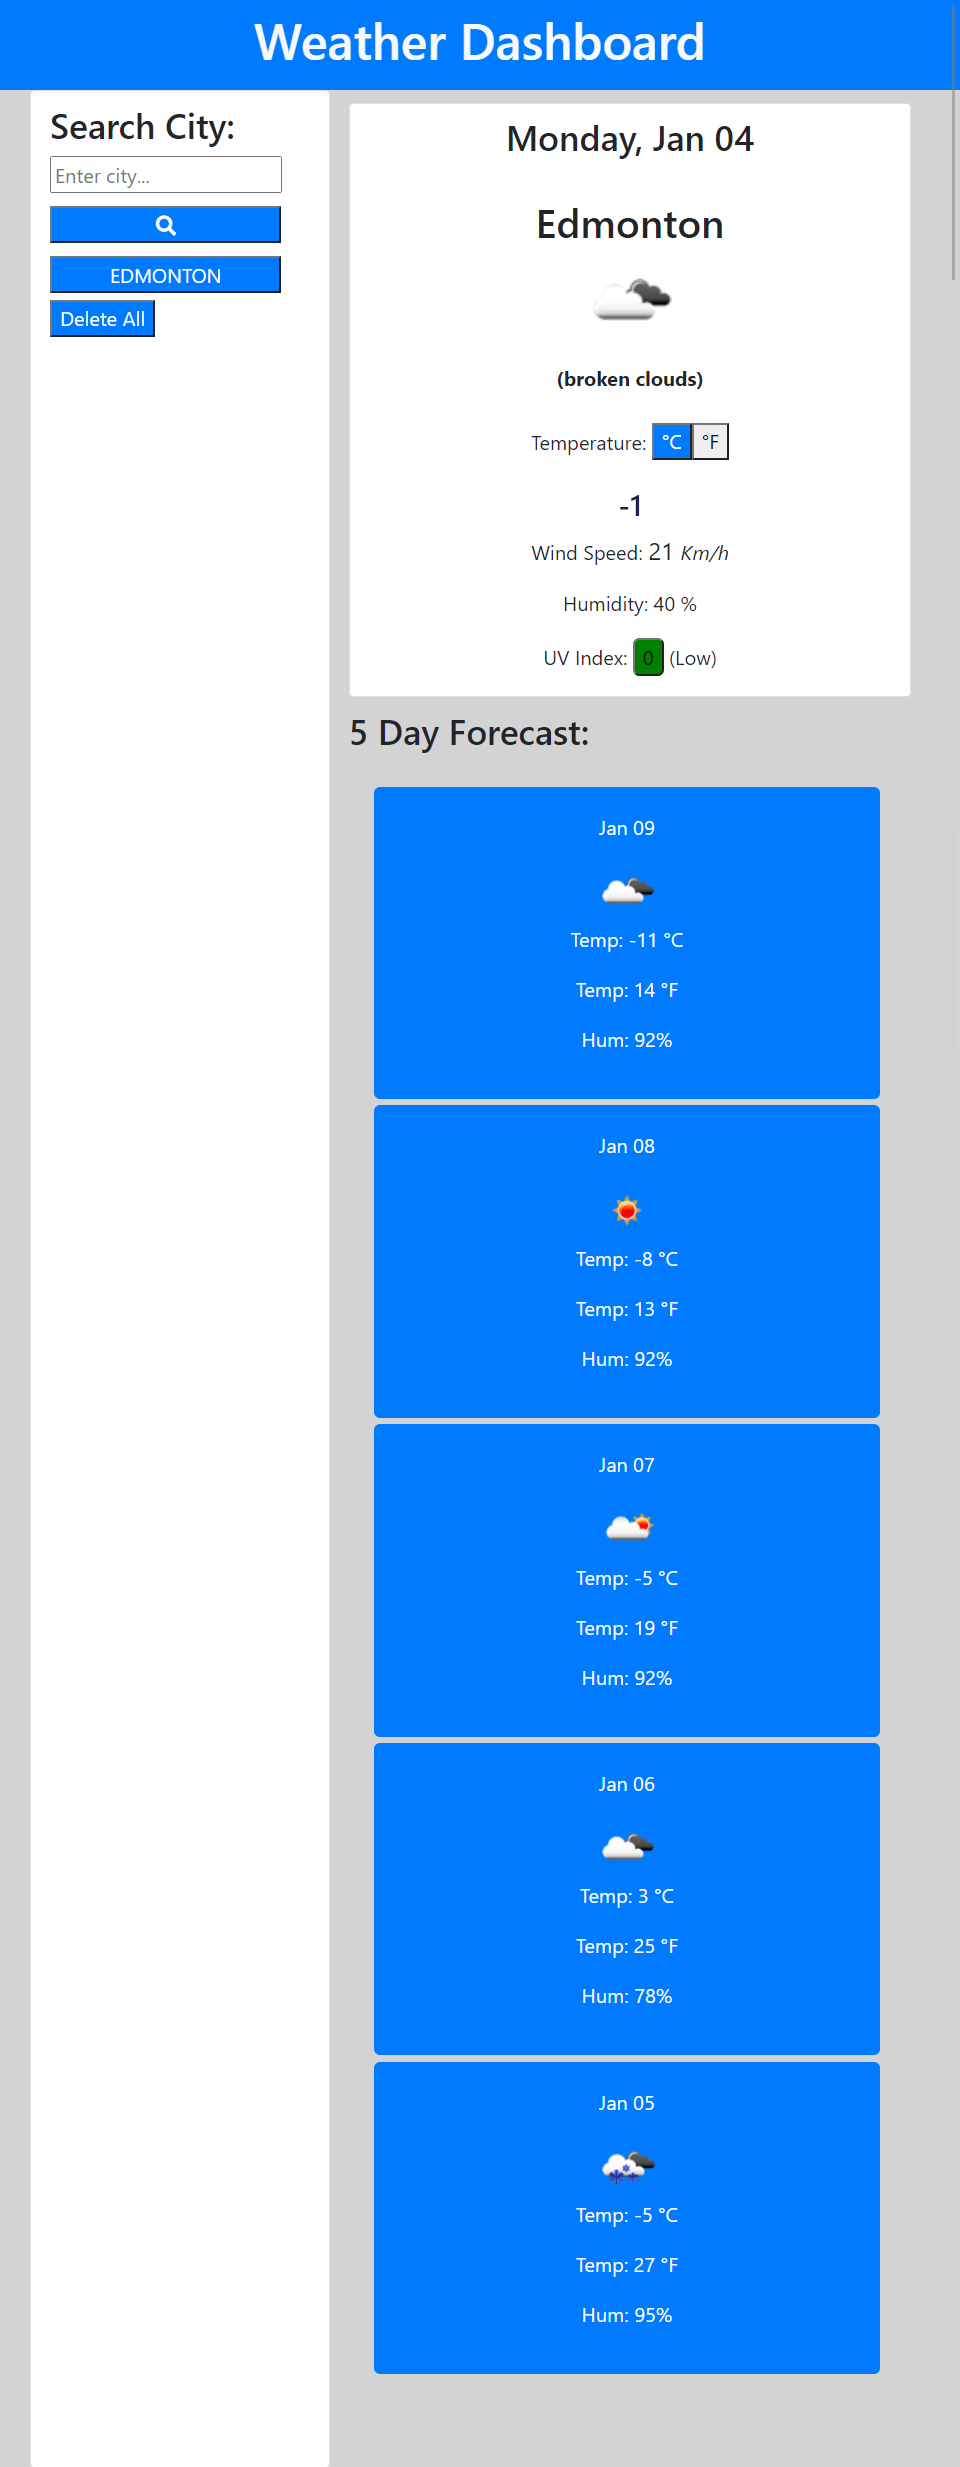 Weather Dashboard
Search City:
Enter city...
EDMONTON
Delete All
Monday, Jan 04
Edmonton
(broken clouds)
Temperature: °C °F
-1
Wind Speed: 21 Km/h
Humidity: 40 %
UV Index: 0 (Low)
5 Day Forecast:
Jan 09
Temp: -11 °C
Temp: 14 °F
Hum: 92%
Jan 08
Temp: -8 °C
Temp: 13 °F
Hum: 92%
Jan 07
Temp: -5 °C
Temp: 19 °F
Hum: 92%
Jan 06
Temp: 3 °C
Temp: 25 °F
Hum: 78%
Jan 05
Temp: -5 °C
Temp: 27 °F
Hum: 95%